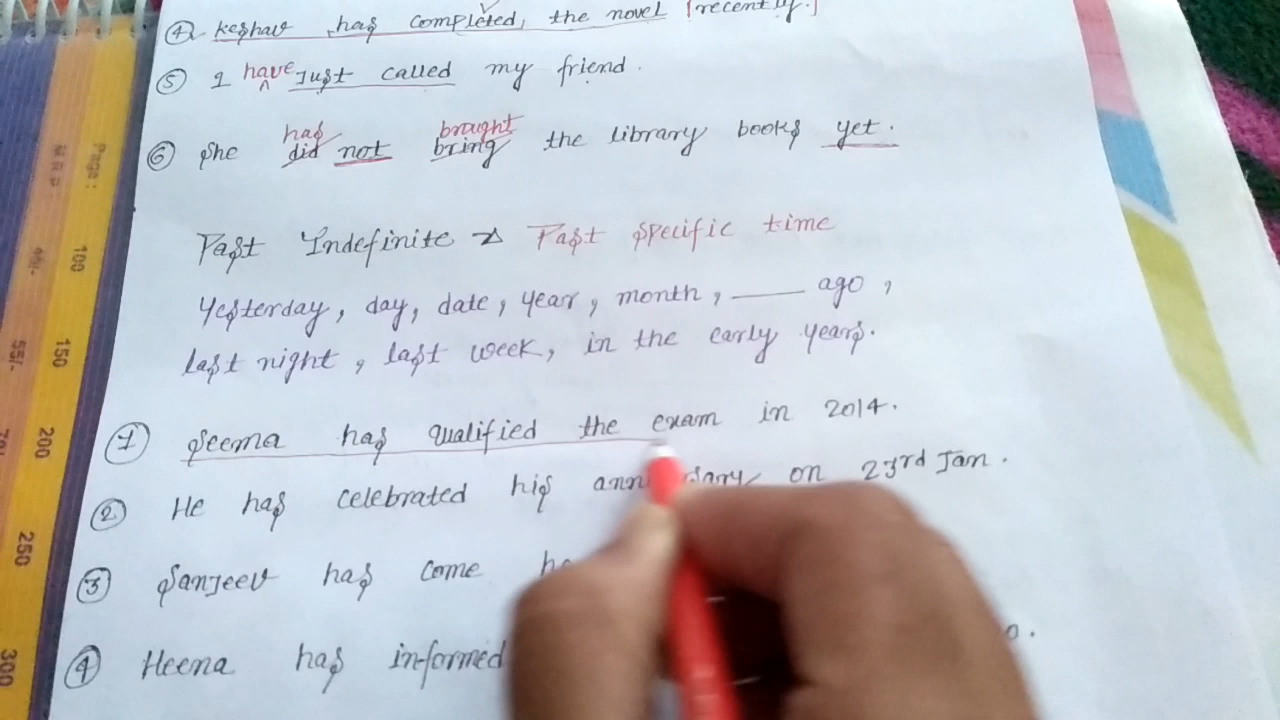 ④ Keshav has completed, the novel [recently.]
⑤ I have Just called my friend.
has brought
⑥ She did not bring the library books yet.
Past Indefinite → Past specific time
Yesterday, day, date, year, month, ___ ago,
last night, last week, in the early years.
① Seema has qualified the exam in 2014.
② He has celebrated his on 23rd Jan.
③ Sanjeev has come
④ Heena has informed
Page:
100
150
55/-
200
250
300